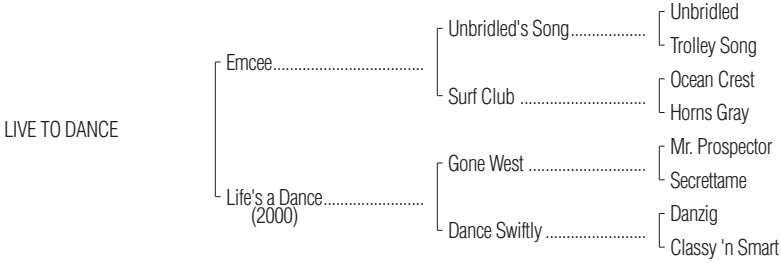 Unbridled
Unbridled's Song..................
Trolley Song
Emcee..................................
Ocean Crest
Surf Club .............................
Horns Gray
LIVE TO DANCE
Mr. Prospector
Gone West ...........................
Secrettame
Life's a Dance.......................
(2000)
Danzig
Dance Swiftly .......................
Classy 'n Smart